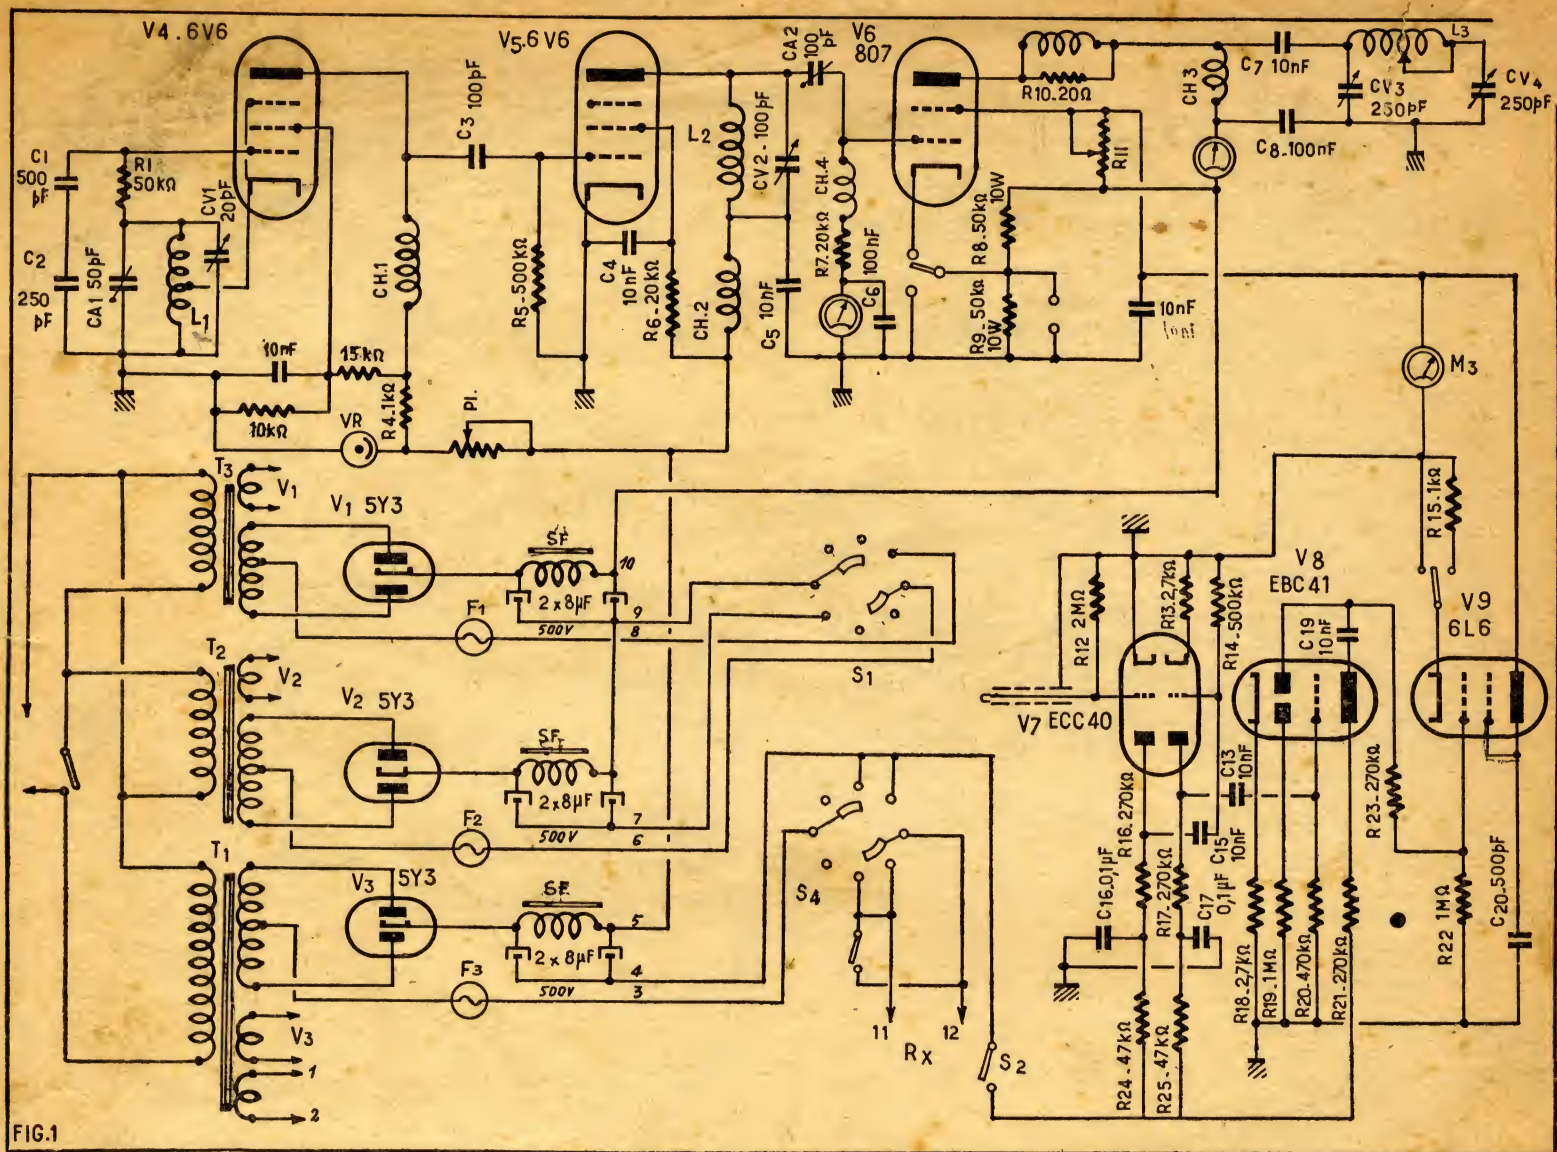 V4.6V6
V5.6V6
CA2
100
pF
V6
807
L3
C1
500
pF
R1
50kΩ
C3 100pF
L2
CV2-100pF
R10-20Ω
CH3
C7 10nF
CV3
250pF
CV4
250pF
C8-100nF
R11
CH.4
C2
250
pF
CA1 50pF
CV1
20pF
L1
CH.1
R5-500kΩ
C4
10nF
R6-20kΩ
CH.2
C5 10nF
R7.20kΩ
100nF
C6
R8-50kΩ
10W
R9-50kΩ
10W
10nF
10nF
M3
10nF
15kΩ
10kΩ
VR
R4.1kΩ
P1.
T3
V1
V1 5Y3
SF
10
2x8µF
500V
9
8
F1
S1
T2
V2
V2 5Y3
SF
2x8µF
500V
7
6
F2
T1
V3 5Y3
SF
5
2x8µF
500V
4
3
F3
V3
1
2
S4
11
12
Rx
S2
R12 2MΩ
R13.2,7kΩ
R14-500kΩ
V7 ECC40
V8
EBC41
C19
10nF
R15.1kΩ
V9
6L6
R16.270kΩ
C13
10nF
C15
10nF
R23-270kΩ
C16.0,1µF
R17-270kΩ
C17
0,1µF
R18-2,7kΩ
R19-1MΩ
R20-470kΩ
R21-270kΩ
R22 1MΩ
C20-500pF
R24-47kΩ
R25-47kΩ
FIG.1